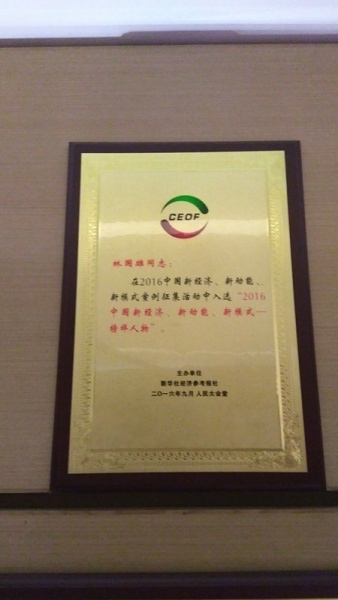 CEOF
林国雄同志：
在2016中国新经济、新动能、
新模式案例征集活动中入选“2016
中国新经济、新动能、新模式—
榜样人物”。
主办单位
新华社经济参考报社
二〇一六年九月 人民大会堂